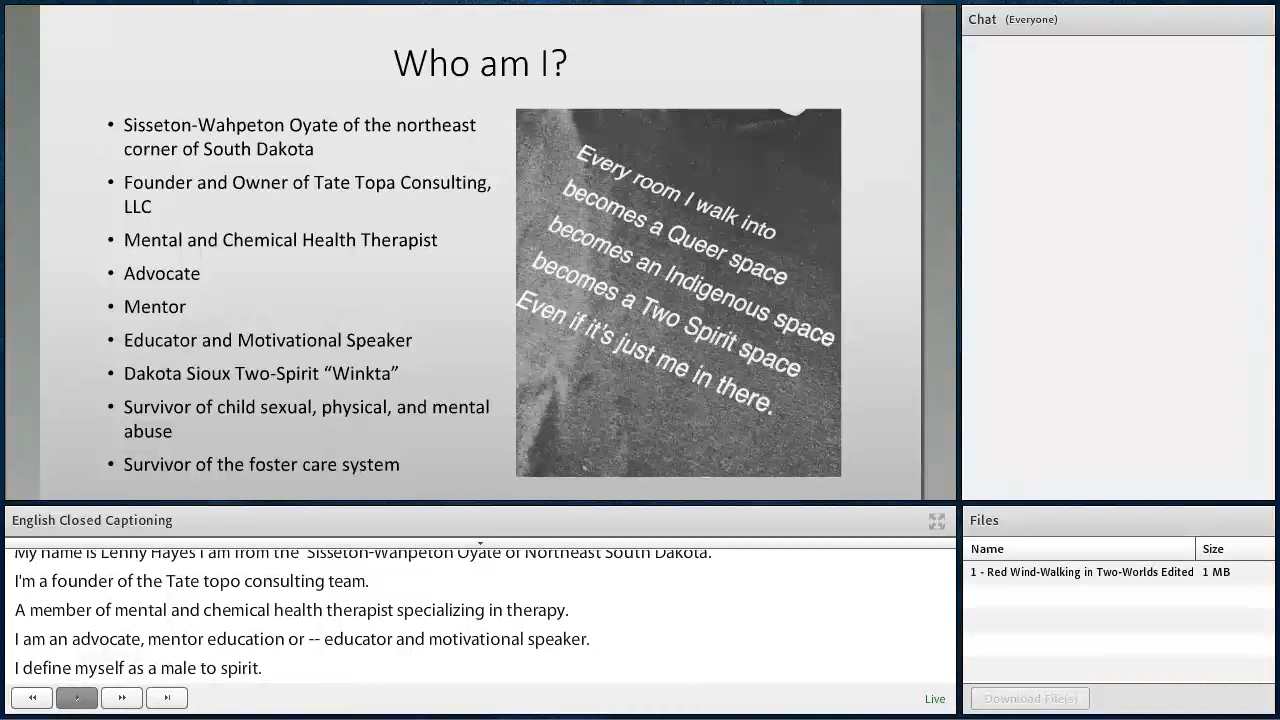 Who am I?
• Sisseton-Wahpeton Oyate of the northeast
corner of South Dakota
• Founder and Owner of Tate Topa Consulting,
LLC
• Mental and Chemical Health Therapist
• Advocate
• Mentor
• Educator and Motivational Speaker
• Dakota Sioux Two-Spirit “Winkta”
• Survivor of child sexual, physical, and mental
abuse
• Survivor of the foster care system
Every room I walk into
becomes a Queer space
becomes an Indigenous space
becomes a Two Spirit space
Even if it's just me in there.
Chat (Everyone)
English Closed Captioning
My name is Lenny Hayes I am from the Sisseton-Wahpeton Oyate of Northeast South Dakota.
I'm a founder of the Tate topo consulting team.
A member of mental and chemical health therapist specializing in therapy.
I am an advocate, mentor education or -- educator and motivational speaker.
I define myself as a male to spirit.
Live
Files
Name Size
1 - Red Wind-Walking in Two-Worlds Edited 1 MB
Download File(s)